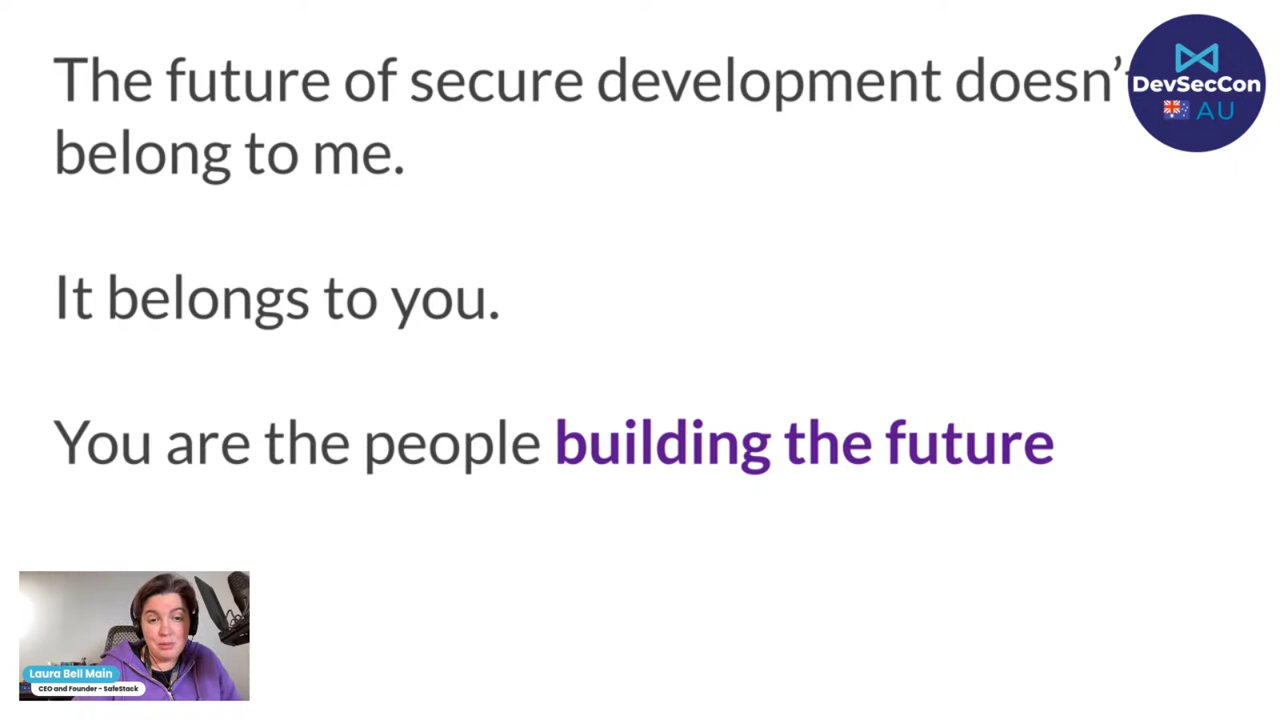 The future of secure development doesn't
belong to me.
It belongs to you.
You are the people building the future
DevSecCon
AU
Laura Bell Main
CEO and Founder - SafeStack